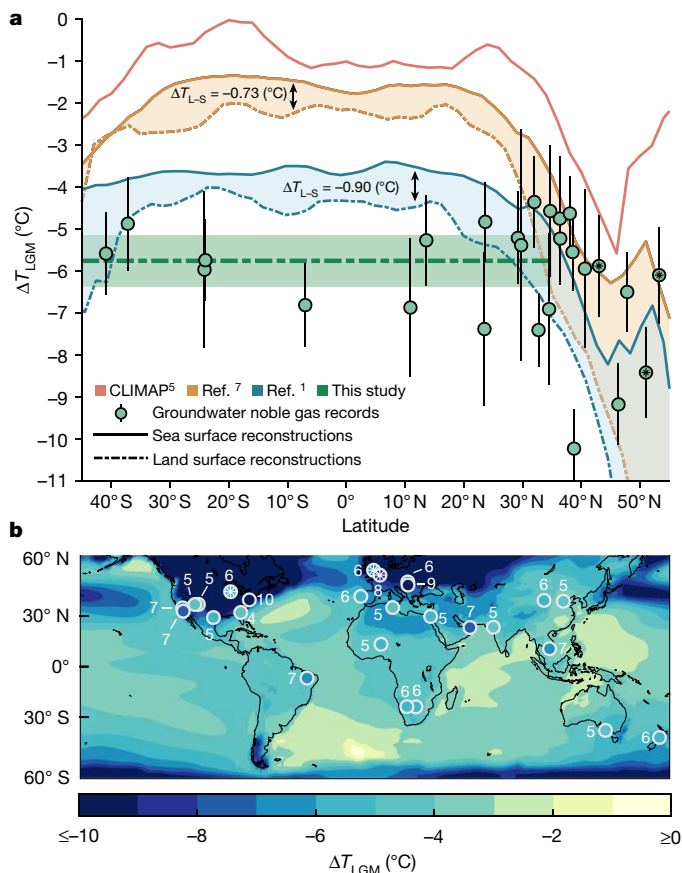 a
0
−1
−2
−3
−4
−5
−6
−7
−8
−9
−10
−11
ΔT_LGM (°C)
ΔT_L–S = −0.73 (°C)
ΔT_L–S = −0.90 (°C)
CLIMAP⁵ Ref. ⁷ Ref. ¹ This study
Groundwater noble gas records
Sea surface reconstructions
Land surface reconstructions
40° S 30° S 20° S 10° S 0° 10° N 20° N 30° N 40° N 50° N
Latitude
b
60° N
30° N
0°
30° S
60° S
6 6
5 5 6 8 9 6 5
7 10
4 5 5 7 5
7 5
5 7
7
6 6
5 6
≤−10 −8 −6 −4 −2 ≥0
ΔT_LGM (°C)